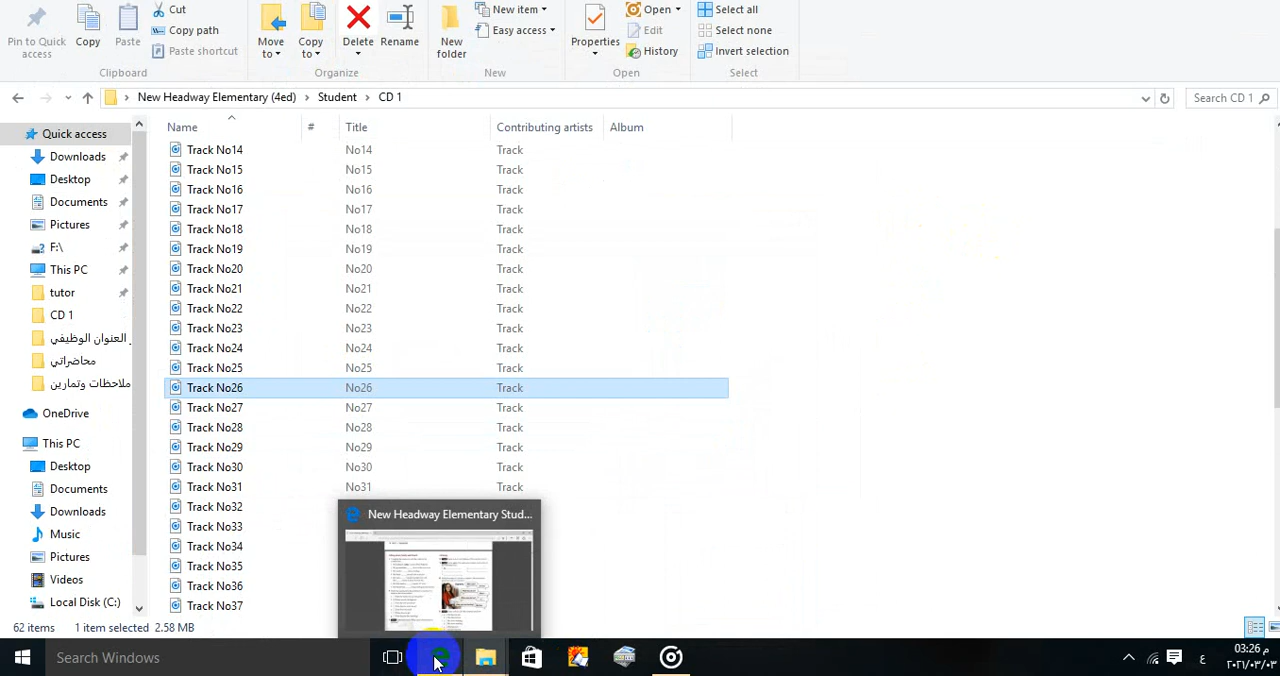 Pin to Quick access
Copy
Paste
Cut
Copy path
Paste shortcut
Clipboard
Move to
Copy to
Delete
Rename
Organize
New folder
New item
Easy access
New
Properties
Open
Edit
History
Open
Select all
Select none
Invert selection
Select
New Headway Elementary (4ed) > Student > CD 1
Search CD 1
Quick access
Downloads
Desktop
Documents
Pictures
F:\
This PC
tutor
CD 1
العنوان الوظيفي
محاضراتي
ملاحظات وتمارين
OneDrive
This PC
Desktop
Documents
Downloads
Music
Pictures
Videos
Local Disk (C:)
Name # Title Contributing artists Album
Track No14 No14 Track
Track No15 No15 Track
Track No16 No16 Track
Track No17 No17 Track
Track No18 No18 Track
Track No19 No19 Track
Track No20 No20 Track
Track No21 No21 Track
Track No22 No22 Track
Track No23 No23 Track
Track No24 No24 Track
Track No25 No25 Track
Track No26 No26 Track
Track No27 No27 Track
Track No28 No28 Track
Track No29 No29 Track
Track No30 No30 Track
Track No31 No31 Track
Track No32
Track No33
Track No34
Track No35
Track No36
Track No37
New Headway Elementary Stud...
2.58 MiB
Search Windows
ع
03:26 م
٢٠٢١/٠٣/٠٣